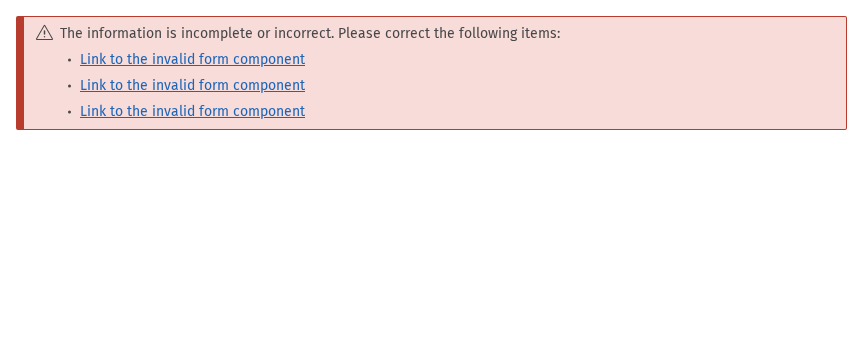 The information is incomplete or incorrect. Please correct the following items:
• Link to the invalid form component
• Link to the invalid form component
• Link to the invalid form component